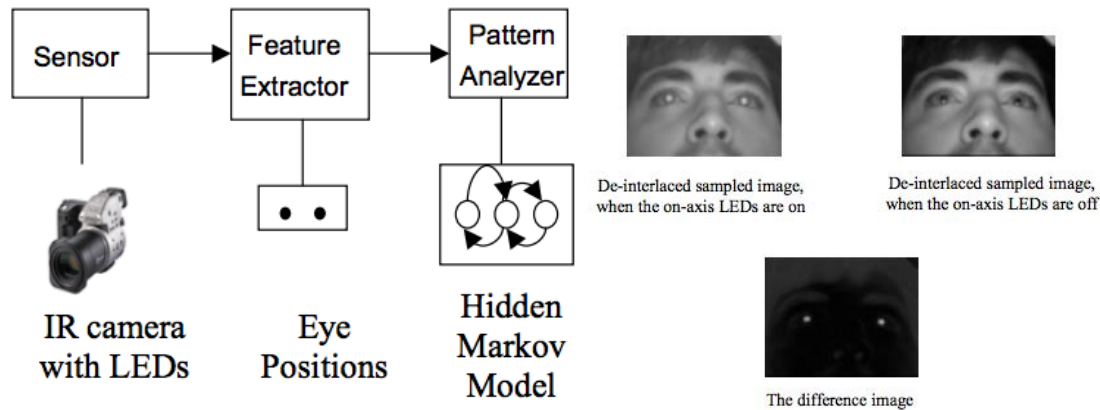 Sensor
Feature
Extractor
Pattern
Analyzer
IR camera
with LEDs
Eye
Positions
Hidden
Markov
Model
De-interlaced sampled image,
when the on-axis LEDs are on
De-interlaced sampled image,
when the on-axis LEDs are off
The difference image